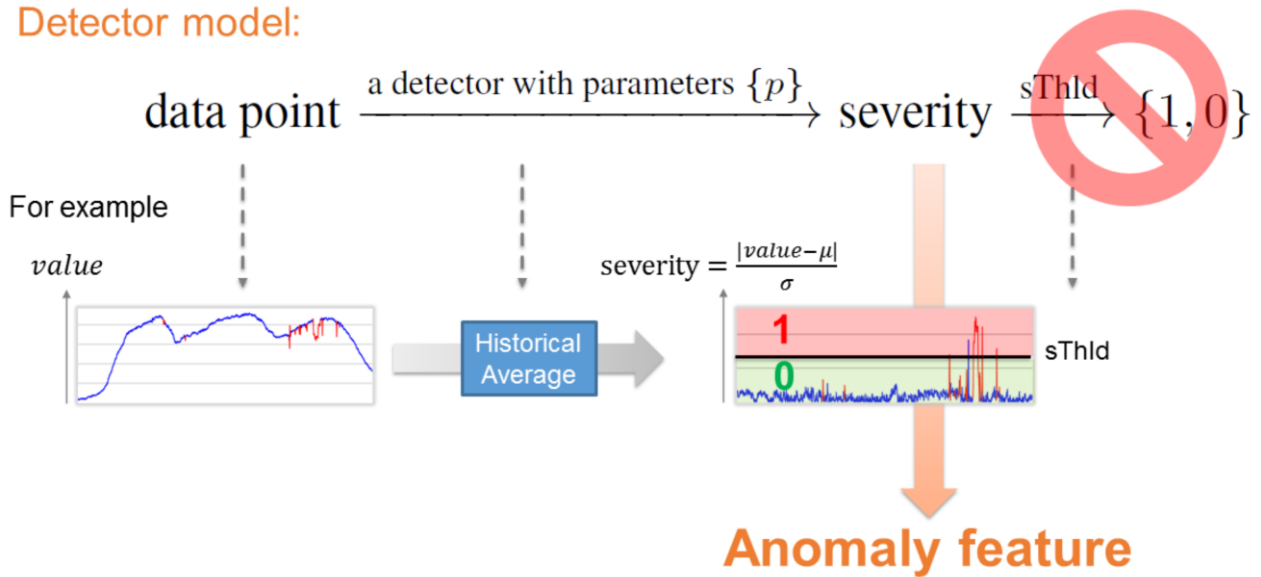 Detector model:
data point a detector with parameters {p} severity sThld {1, 0}
For example
value
severity = |value−μ| / σ
Historical
Average
1
0
sThld
Anomaly feature